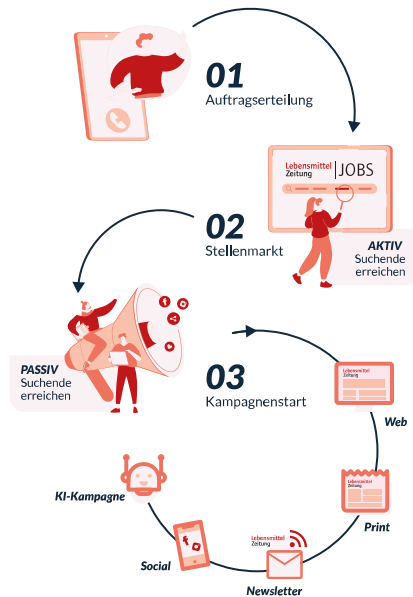 01
Auftragserteilung
Lebensmittel
Zeitung
JOBS
02
Stellenmarkt
AKTIV
Suchende
erreichen
PASSIV
Suchende
erreichen
03
Kampagnenstart
Lebensmittel
Zeitung
Web
Lebensmittel
Zeitung
Print
Lebensmittel
Zeitung
Newsletter
Social
KI-Kampagne